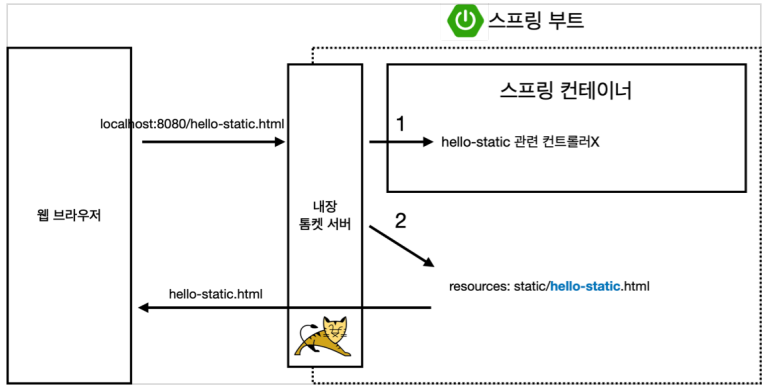 스프링 부트
스프링 컨테이너
localhost:8080/hello-static.html
1
hello-static 관련 컨트롤러X
웹 브라우저
내장
톰켓 서버
2
resources: static/hello-static.html
hello-static.html